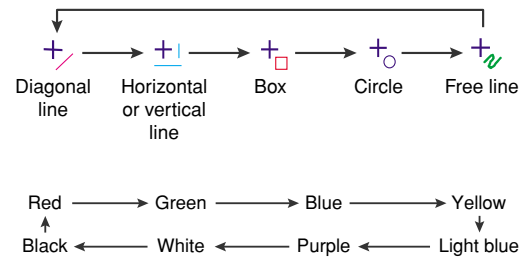 Diagonal
line
Horizontal
or vertical
line
Box
Circle
Free line
Red
Green
Blue
Yellow
Black
White
Purple
Light blue